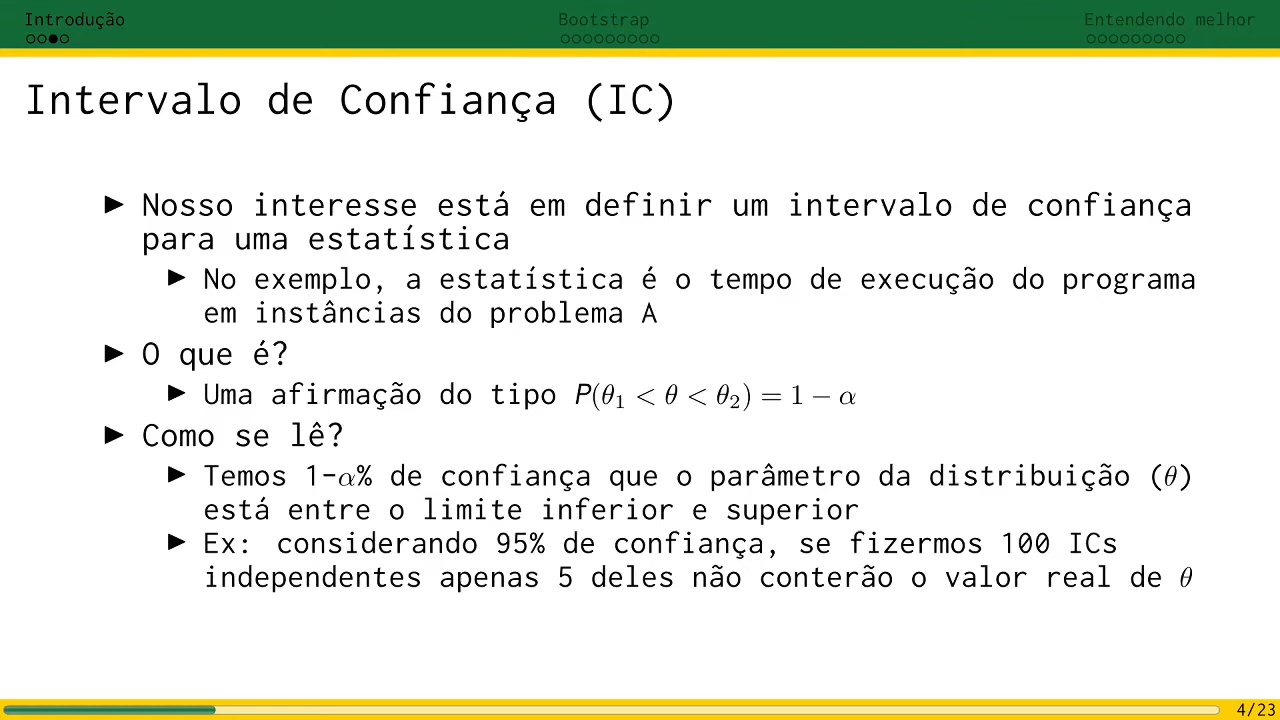 Introdução Bootstrap Entendendo melhor
Intervalo de Confiança (IC)
▶ Nosso interesse está em definir um intervalo de confiança
para uma estatística
▶ No exemplo, a estatística é o tempo de execução do programa
em instâncias do problema A
▶ O que é?
▶ Uma afirmação do tipo P(θ₁ < θ < θ₂) = 1 − α
▶ Como se lê?
▶ Temos 1-α% de confiança que o parâmetro da distribuição (θ)
está entre o limite inferior e superior
▶ Ex: considerando 95% de confiança, se fizermos 100 ICs
independentes apenas 5 deles não conterão o valor real de θ
4/23